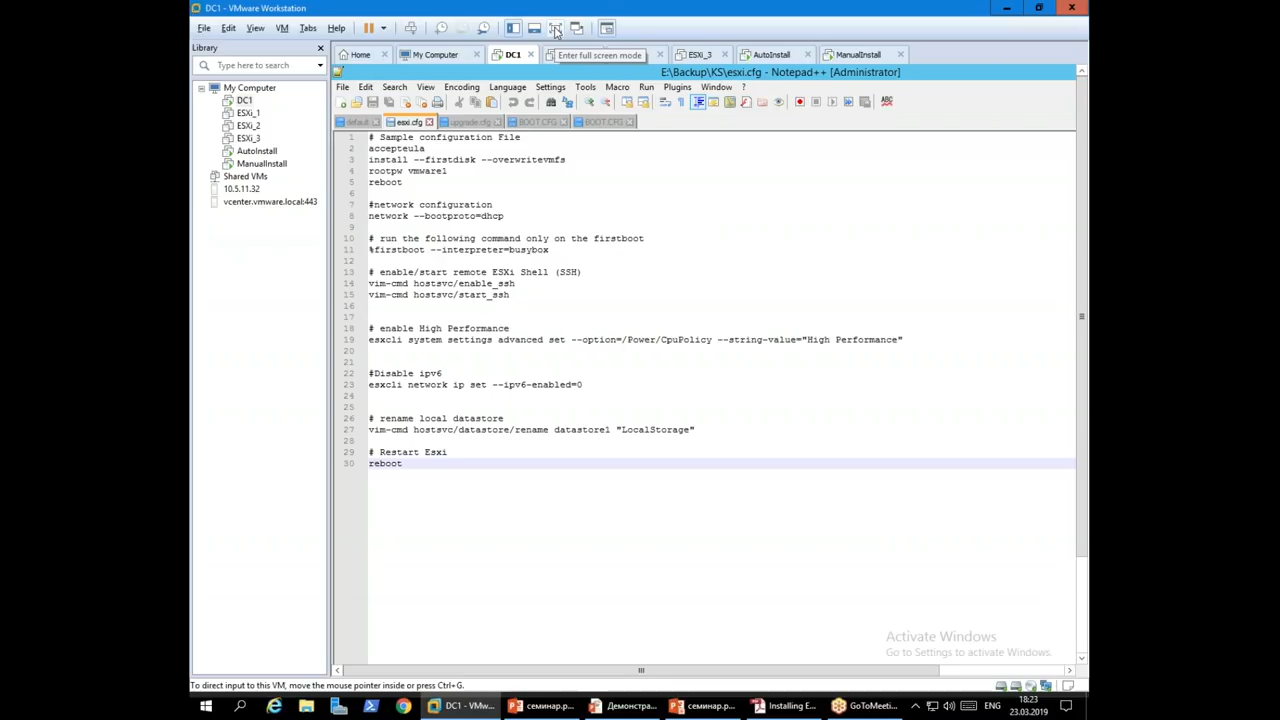 DC1 - VMware Workstation
File Edit View VM Tabs Help
Enter full screen mode
Library
Home My Computer DC1 ESXi_3 AutoInstall ManualInstall
Type here to search
My Computer
DC1
ESXi_1
ESXi_2
ESXi_3
AutoInstall
ManualInstall
Shared VMs
10.5.11.32
vcenter.vmware.local:443
E:\Backup\KS\esxi.cfg - Notepad++ [Administrator]
File Edit Search View Encoding Language Settings Tools Macro Run Plugins Window ?
default esxi.cfg upgrade.cfg BOOT.CFG BOOT.CFG
1 # Sample configuration File
2 accepteula
3 install --firstdisk --overwritevmfs
4 rootpw vmware1
5 reboot
6
7 #network configuration
8 network --bootproto=dhcp
9
10 # run the following command only on the firstboot
11 %firstboot --interpreter=busybox
12
13 # enable/start remote ESXi Shell (SSH)
14 vim-cmd hostsvc/enable_ssh
15 vim-cmd hostsvc/start_ssh
16
17
18 # enable High Performance
19 esxcli system settings advanced set --option=/Power/CpuPolicy --string-value="High Performance"
20
21
22 #Disable ipv6
23 esxcli network ip set --ipv6-enabled=0
24
25
26 # rename local datastore
27 vim-cmd hostsvc/datastore/rename datastore1 "LocalStorage"
28
29 # Restart Esxi
30 reboot
Activate Windows
Go to Settings to activate Windows.
To direct input to this VM, move the mouse pointer inside or press Ctrl+G.
DC1 - VMw... семинар.p... Демонстра... семинар.p... Installing E... GoToMeeti... ENG 18:23
23.03.2019